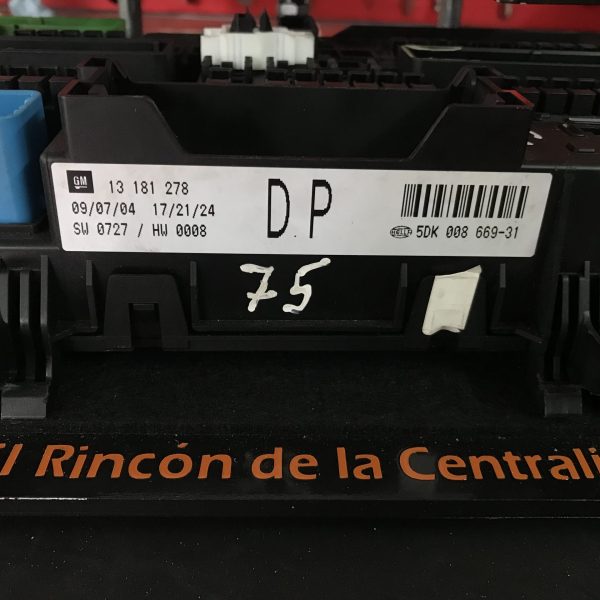 GM 13 181 278
09/07/04 17/21/24
SW 0727 / HW 0008
D.P
HELLA 5DK 008 669-31
75
l Rincón de la Centrali